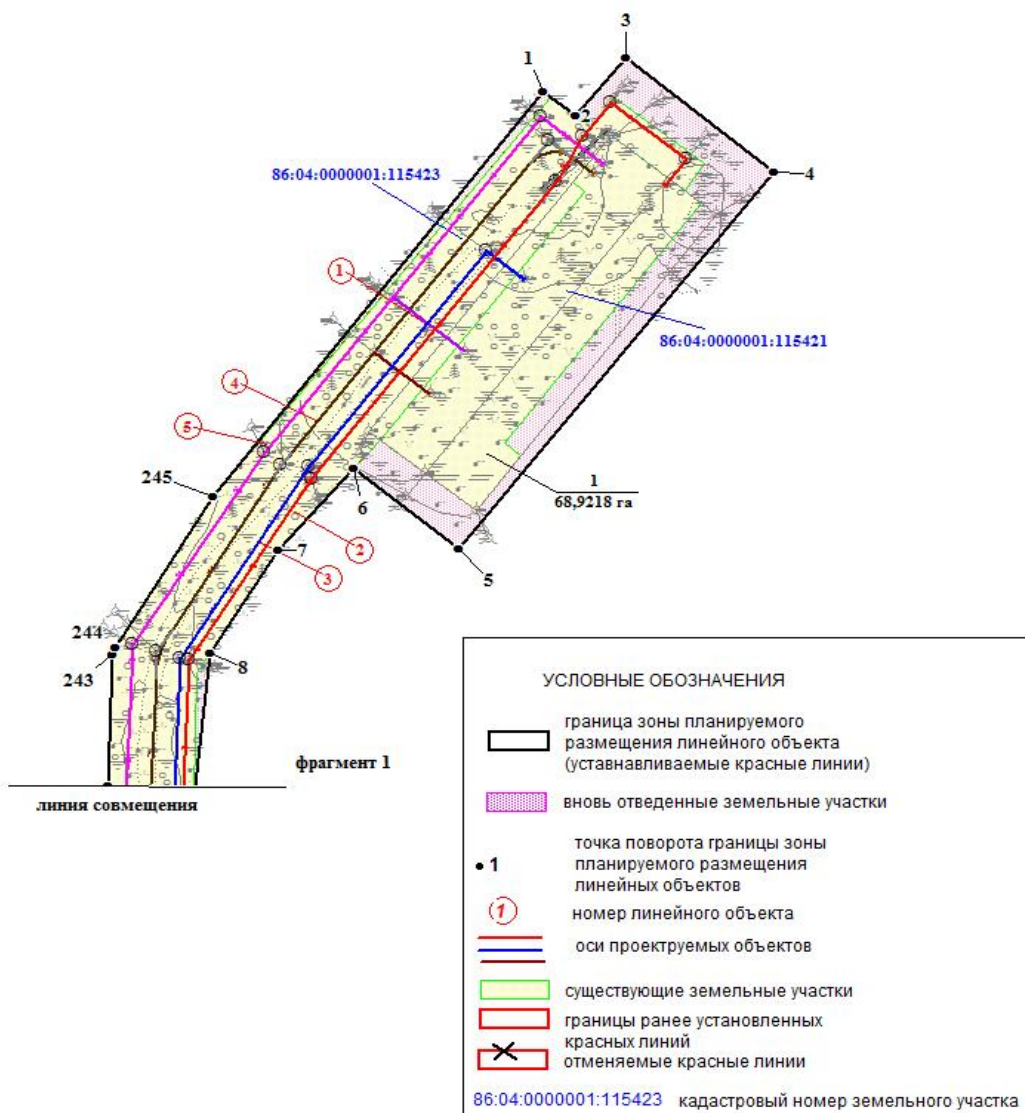 3
1
2
4
86:04:0000001:115423
1
86:04:0000001:115421
4
5
245
6
1
68,9218 га
2
7
3
5
244
243
8
фрагмент 1
линия совмещения
УСЛОВНЫЕ ОБОЗНАЧЕНИЯ
граница зоны планируемого
размещения линейного объекта
(уставнавливаемые красные линии)
вновь отведенные земельные участки
точка поворота границы зоны
1 планируемого размещения
линейных объектов
1 номер линейного объекта
оси проектруемых объектов
существующие земельные участки
границы ранее установленных
красных линий
отменяемые красные линии
86:04:0000001:115423 кадастровый номер земельного участка